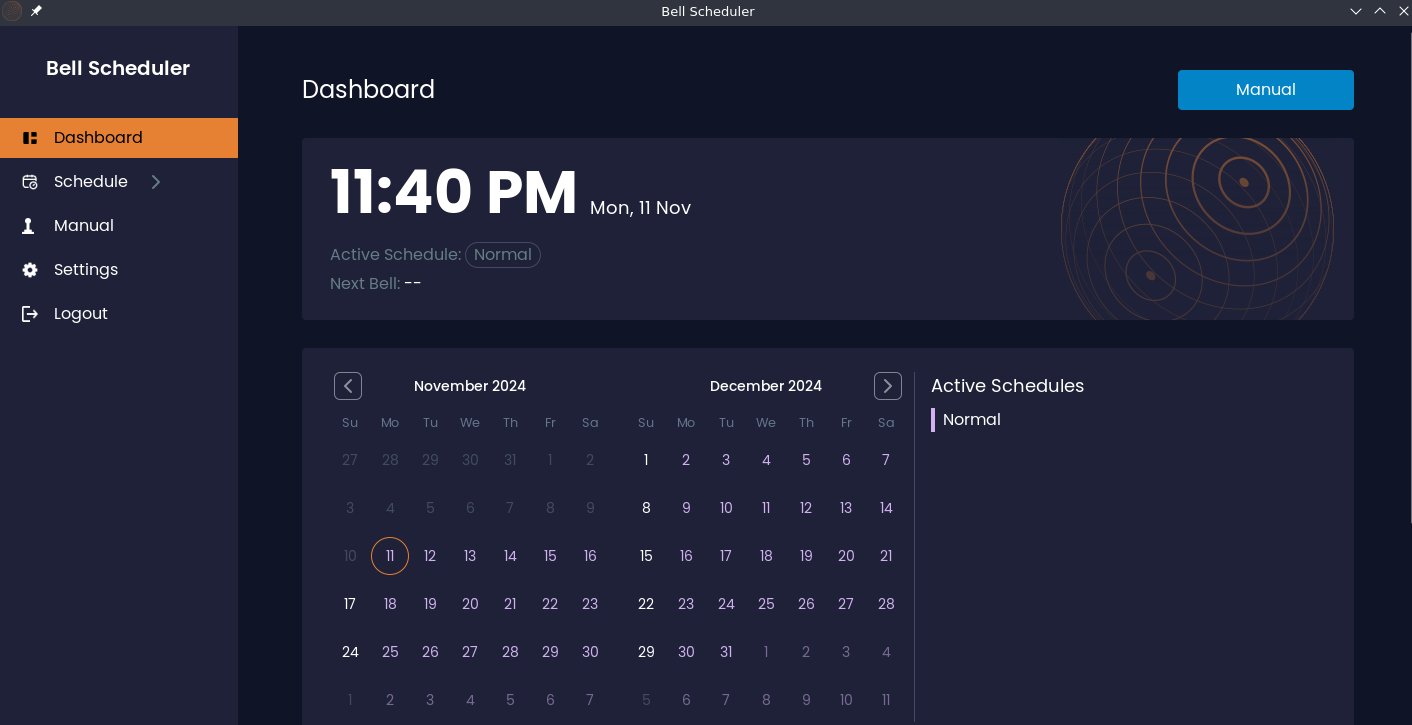 Bell Scheduler
Bell Scheduler
Dashboard
Schedule
Manual
Settings
Logout
Dashboard
Manual
11:40 PM Mon, 11 Nov
Active Schedule: Normal
Next Bell: --
November 2024
Su Mo Tu We Th Fr Sa
27 28 29 30 31 1 2
3 4 5 6 7 8 9
10 11 12 13 14 15 16
17 18 19 20 21 22 23
24 25 26 27 28 29 30
1 2 3 4 5 6 7
December 2024
Su Mo Tu We Th Fr Sa
1 2 3 4 5 6 7
8 9 10 11 12 13 14
15 16 17 18 19 20 21
22 23 24 25 26 27 28
29 30 31 1 2 3 4
5 6 7 8 9 10 11
Active Schedules
Normal